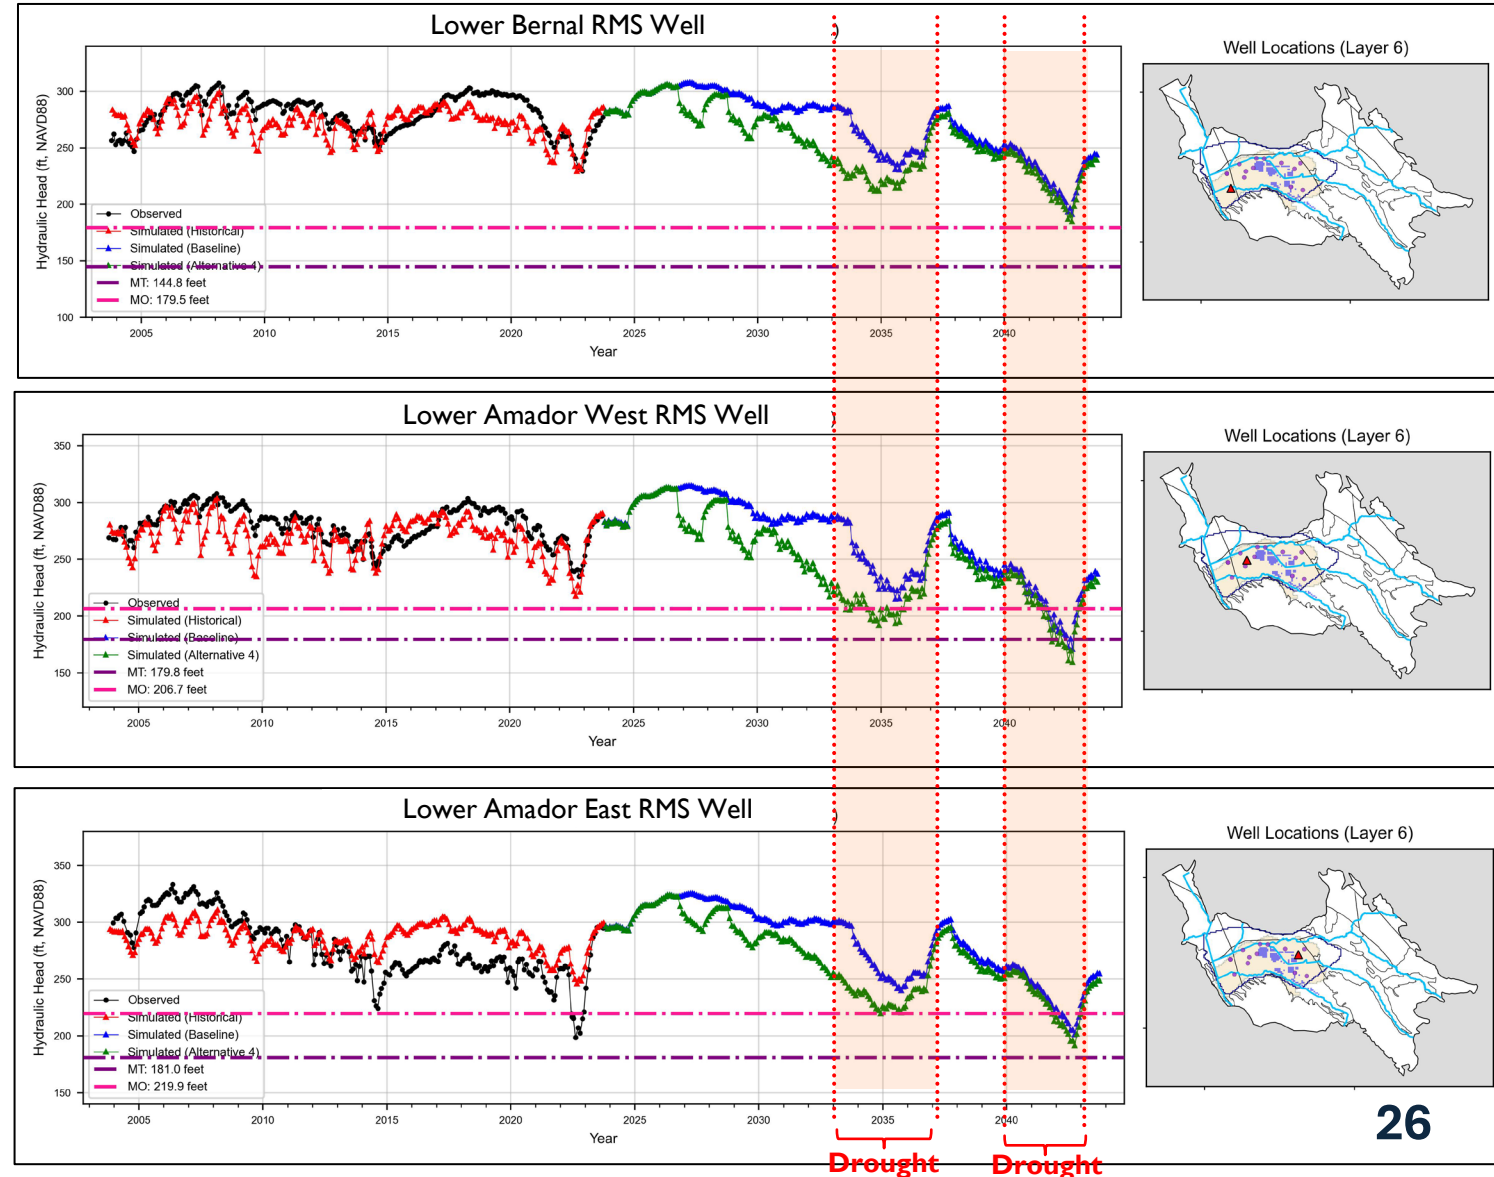 Lower Bernal RMS Well
)
Well Locations (Layer 6)
Hydraulic Head (ft, NAVD88)
300
250
200
150
100
Observed
Simulated (Historical)
Simulated (Baseline)
Simulated (Alternative 4)
MT: 144.8 feet
MO: 179.5 feet
2005 2010 2015 2020 2025 2030 2035 2040
Year
Lower Amador West RMS Well
)
Well Locations (Layer 6)
Hydraulic Head (ft, NAVD88)
350
300
250
200
150
Observed
Simulated (Historical)
Simulated (Baseline)
Simulated (Alternative 4)
MT: 179.8 feet
MO: 206.7 feet
2005 2010 2015 2020 2025 2030 2035 2040
Year
Lower Amador East RMS Well
)
Well Locations (Layer 6)
Hydraulic Head (ft, NAVD88)
350
300
250
200
150
Observed
Simulated (Historical)
Simulated (Baseline)
Simulated (Alternative 4)
MT: 181.0 feet
MO: 219.9 feet
2005 2010 2015 2020 2025 2030 2035 2040
Year
26
Drought Drought